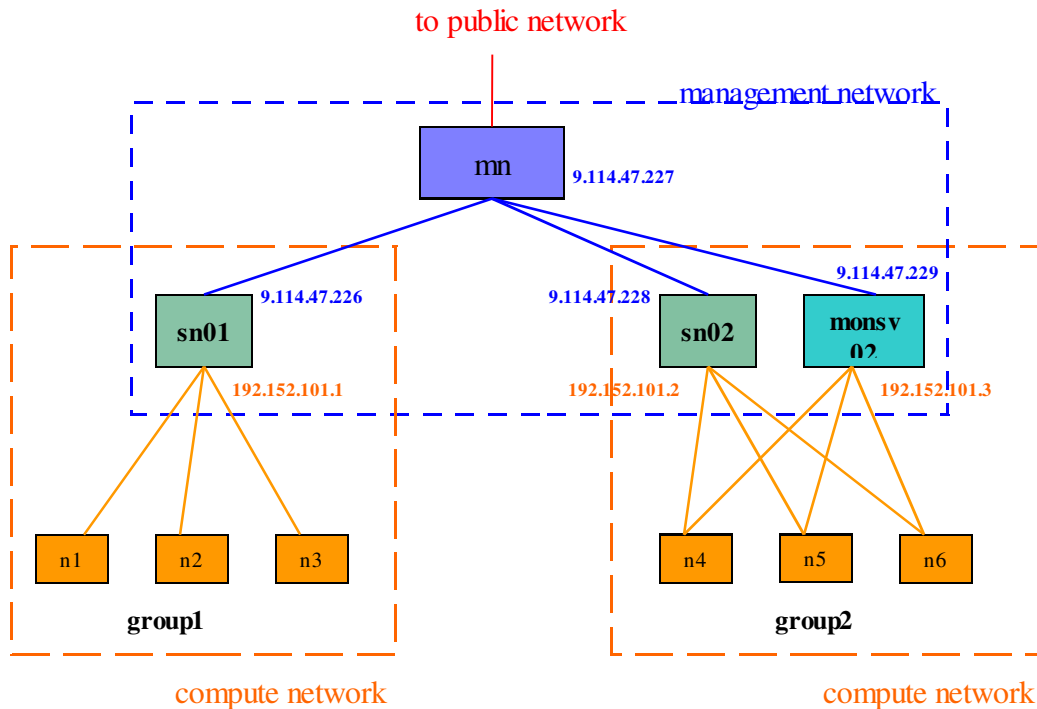 to public network
management network
mn
9.114.47.227
9.114.47.229
9.114.47.226
9.114.47.228
sn01
sn02
monsv
02
192.152.101.1
192.152.101.2
192.152.101.3
n1
n2
n3
n4
n5
n6
group1
group2
compute network
compute network